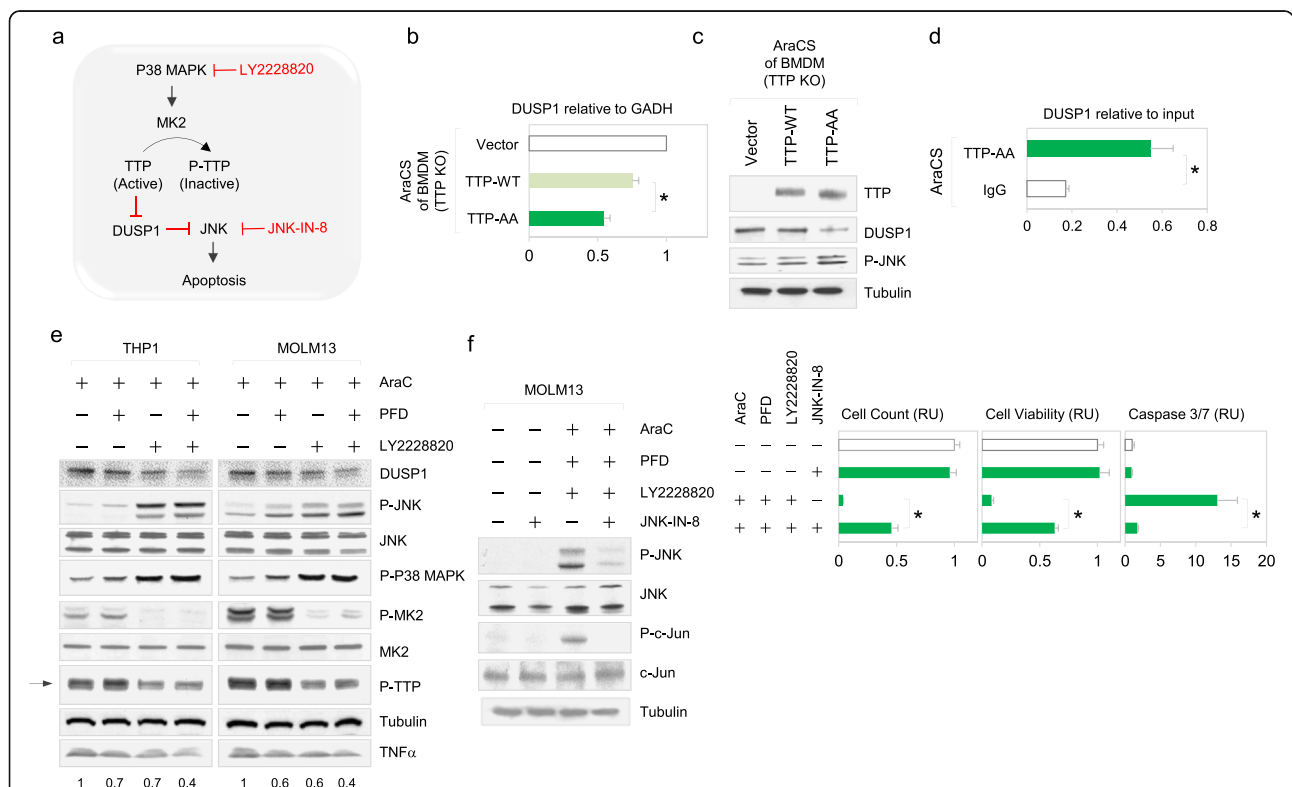 a
P38 MAPK LY2228820
MK2
TTP P-TTP
(Active) (Inactive)
DUSP1 JNK JNK-IN-8
Apoptosis
b
DUSP1 relative to GADH
AraCS
of BMDM
(TTP KO)
Vector
TTP-WT
TTP-AA
*
0 0.5 1
c
AraCS
of BMDM
(TTP KO)
Vector TTP-WT TTP-AA
TTP
DUSP1
P-JNK
Tubulin
d
DUSP1 relative to input
AraCS
TTP-AA
IgG
*
0 0.2 0.4 0.6 0.8
e
THP1 MOLM13
+ + + + + + + + AraC
– + – + – + – + PFD
– – + + – – + + LY2228820
DUSP1
P-JNK
JNK
P-P38 MAPK
P-MK2
MK2
P-TTP
Tubulin
TNFα
1 0.7 0.7 0.4 1 0.6 0.6 0.4
f
MOLM13
– – + + AraC
– – + + PFD
– – + + LY2228820
– + – + JNK-IN-8
P-JNK
JNK
P-c-Jun
c-Jun
Tubulin
AraC PFD LY2228820 JNK-IN-8
Cell Count (RU) Cell Viability (RU) Caspase 3/7 (RU)
– – – –
– – – +
+ + + –
+ + + +
* * *
0 0.5 1 0 0.5 1 0 5 10 15 20